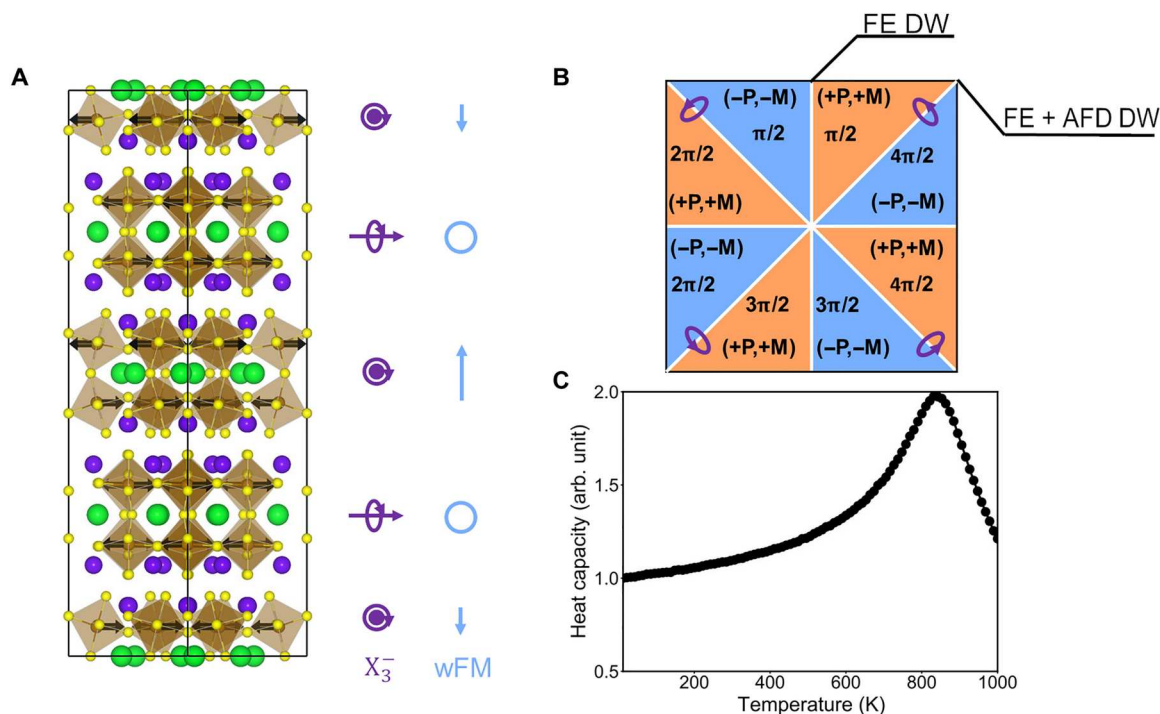 FE DW
A
B
FE + AFD DW
(–P,–M) (+P,+M)
π/2 π/2
2π/2 4π/2
(+P,+M) (–P,–M)
(–P,–M) (+P,+M)
2π/2 3π/2 3π/2 4π/2
(+P,+M) (–P,–M)
X₃⁻ wFM
C
Heat capacity (arb. unit)
2.0
1.5
1.0
0.5
200 400 600 800 1000
Temperature (K)